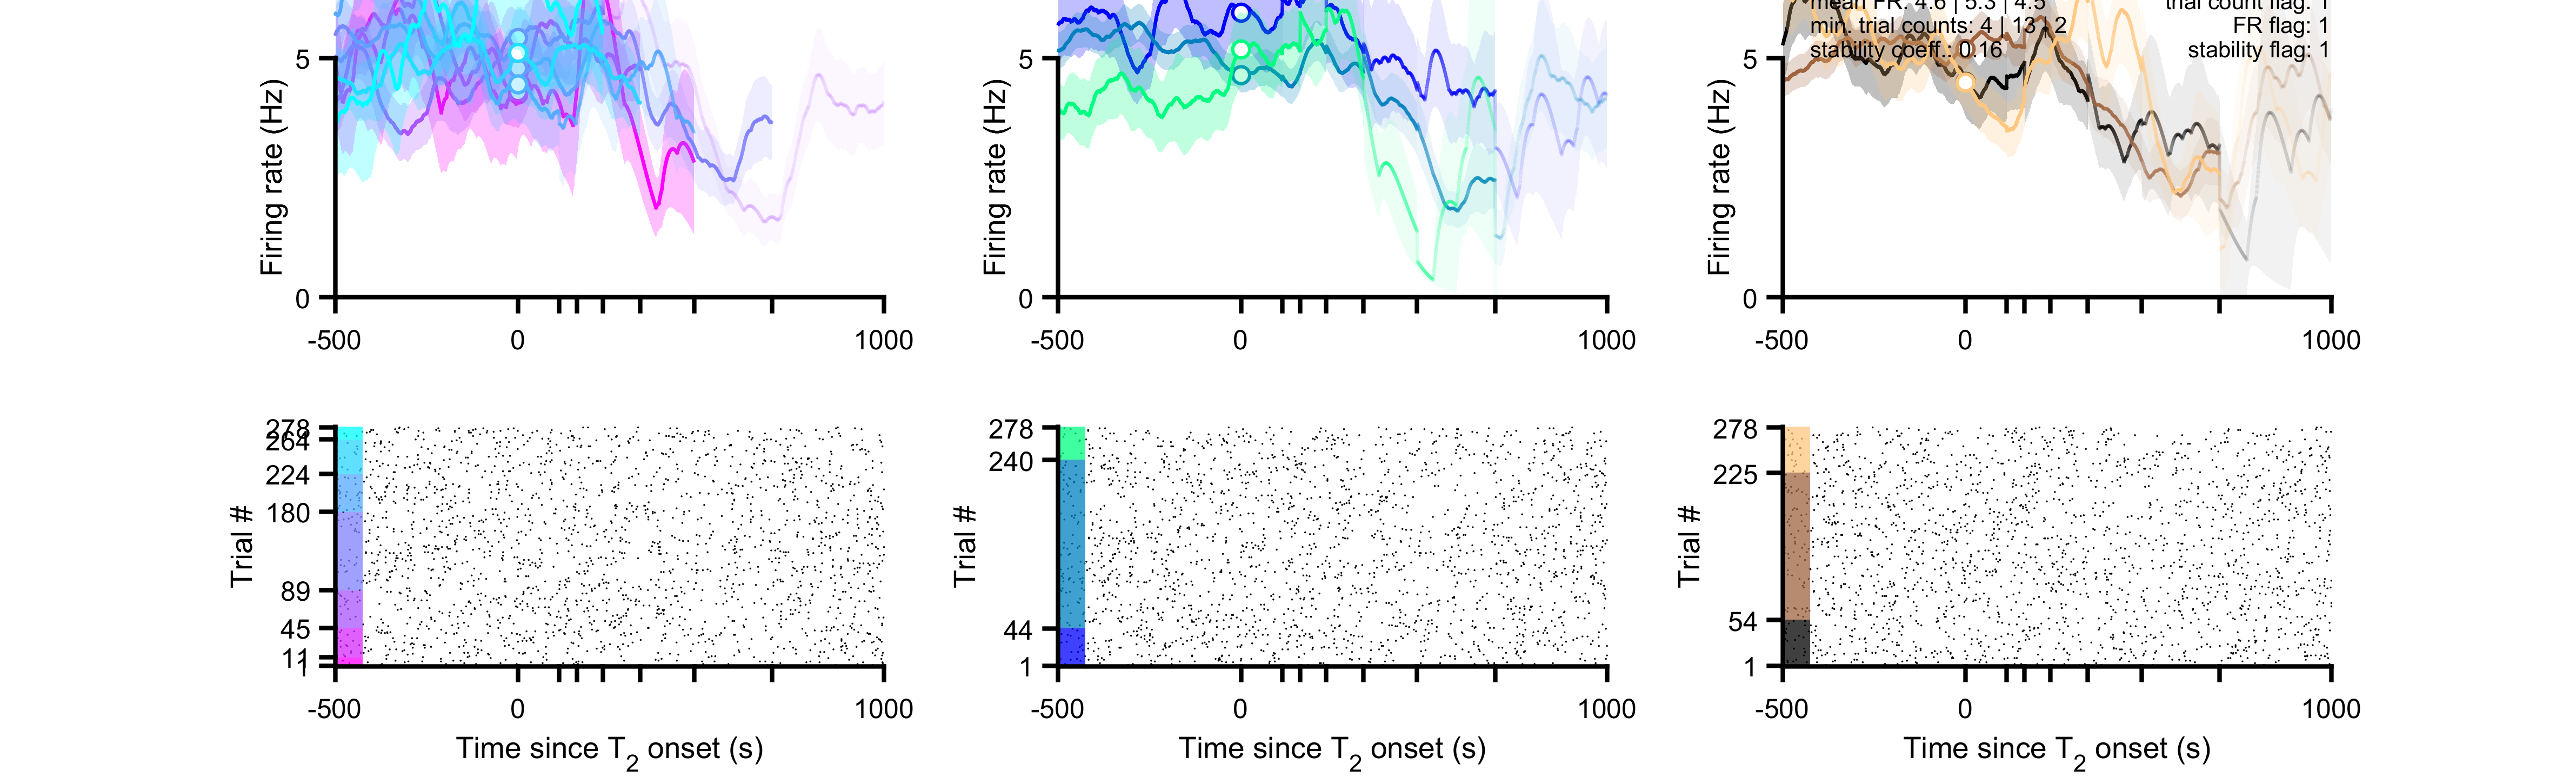 mean FR: 4.6 | 5.3 | 4.5
trial count flag: 1
min. trial counts: 4 | 13 | 2
FR flag: 1
stability coeff.: 0.16
stability flag: 1
5
5
5
Firing rate (Hz)
Firing rate (Hz)
Firing rate (Hz)
0
0
0
-500 0 1000
-500 0 1000
-500 0 1000
278
264
224
180
89
45
11
1
Trial #
278
240
44
1
Trial #
278
225
54
1
Trial #
-500 0 1000
-500 0 1000
-500 0 1000
Time since T2 onset (s)
Time since T2 onset (s)
Time since T2 onset (s)